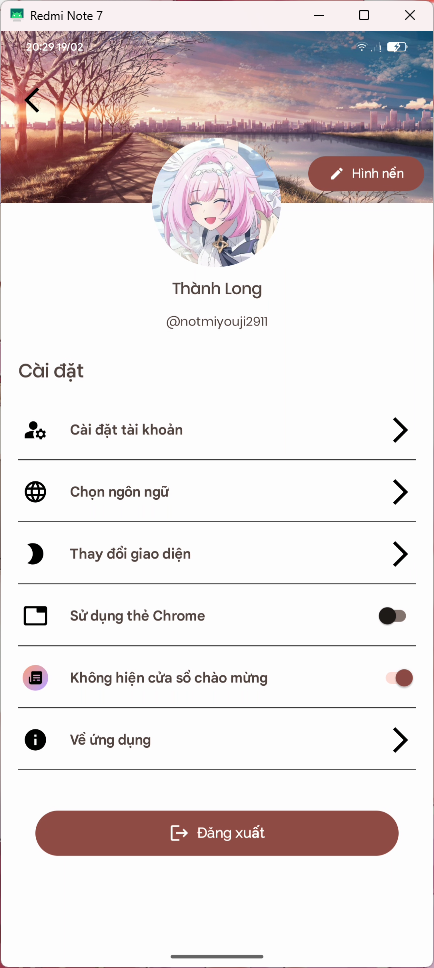 Redmi Note 7
20:29 19/02
Hình nền
Thành Long
@notmiyouji2911
Cài đặt
Cài đặt tài khoản
Chọn ngôn ngữ
Thay đổi giao diện
Sử dụng thẻ Chrome
Không hiện cửa sổ chào mừng
Về ứng dụng
Đăng xuất